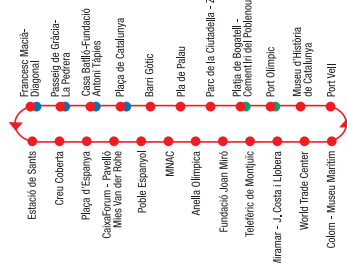 Francesc Macià-
Diagonal
Passeig de Gràcia-
La Pedrera
Casa Batlló-Fundació
Antoni Tàpies
Plaça de Catalunya
Barri Gòtic
Pla de Palau
Parc de la Ciutadella -
Platja de Bogatell -
Cementiri del Poblenou
Port Olímpic
Museu d'Història
de Catalunya
Port Vell
Estació de Sants
Creu Coberta
Plaça d'Espanya
CaixaForum - Pavelló
Mies Van der Rohe
Poble Espanyol
MNAC
Anella Olímpica
Fundació Joan Miró
Telefèric de Montjuïc
Miramar - J. Costa i Llobera
World Trade Center
Colom - Museu Marítim